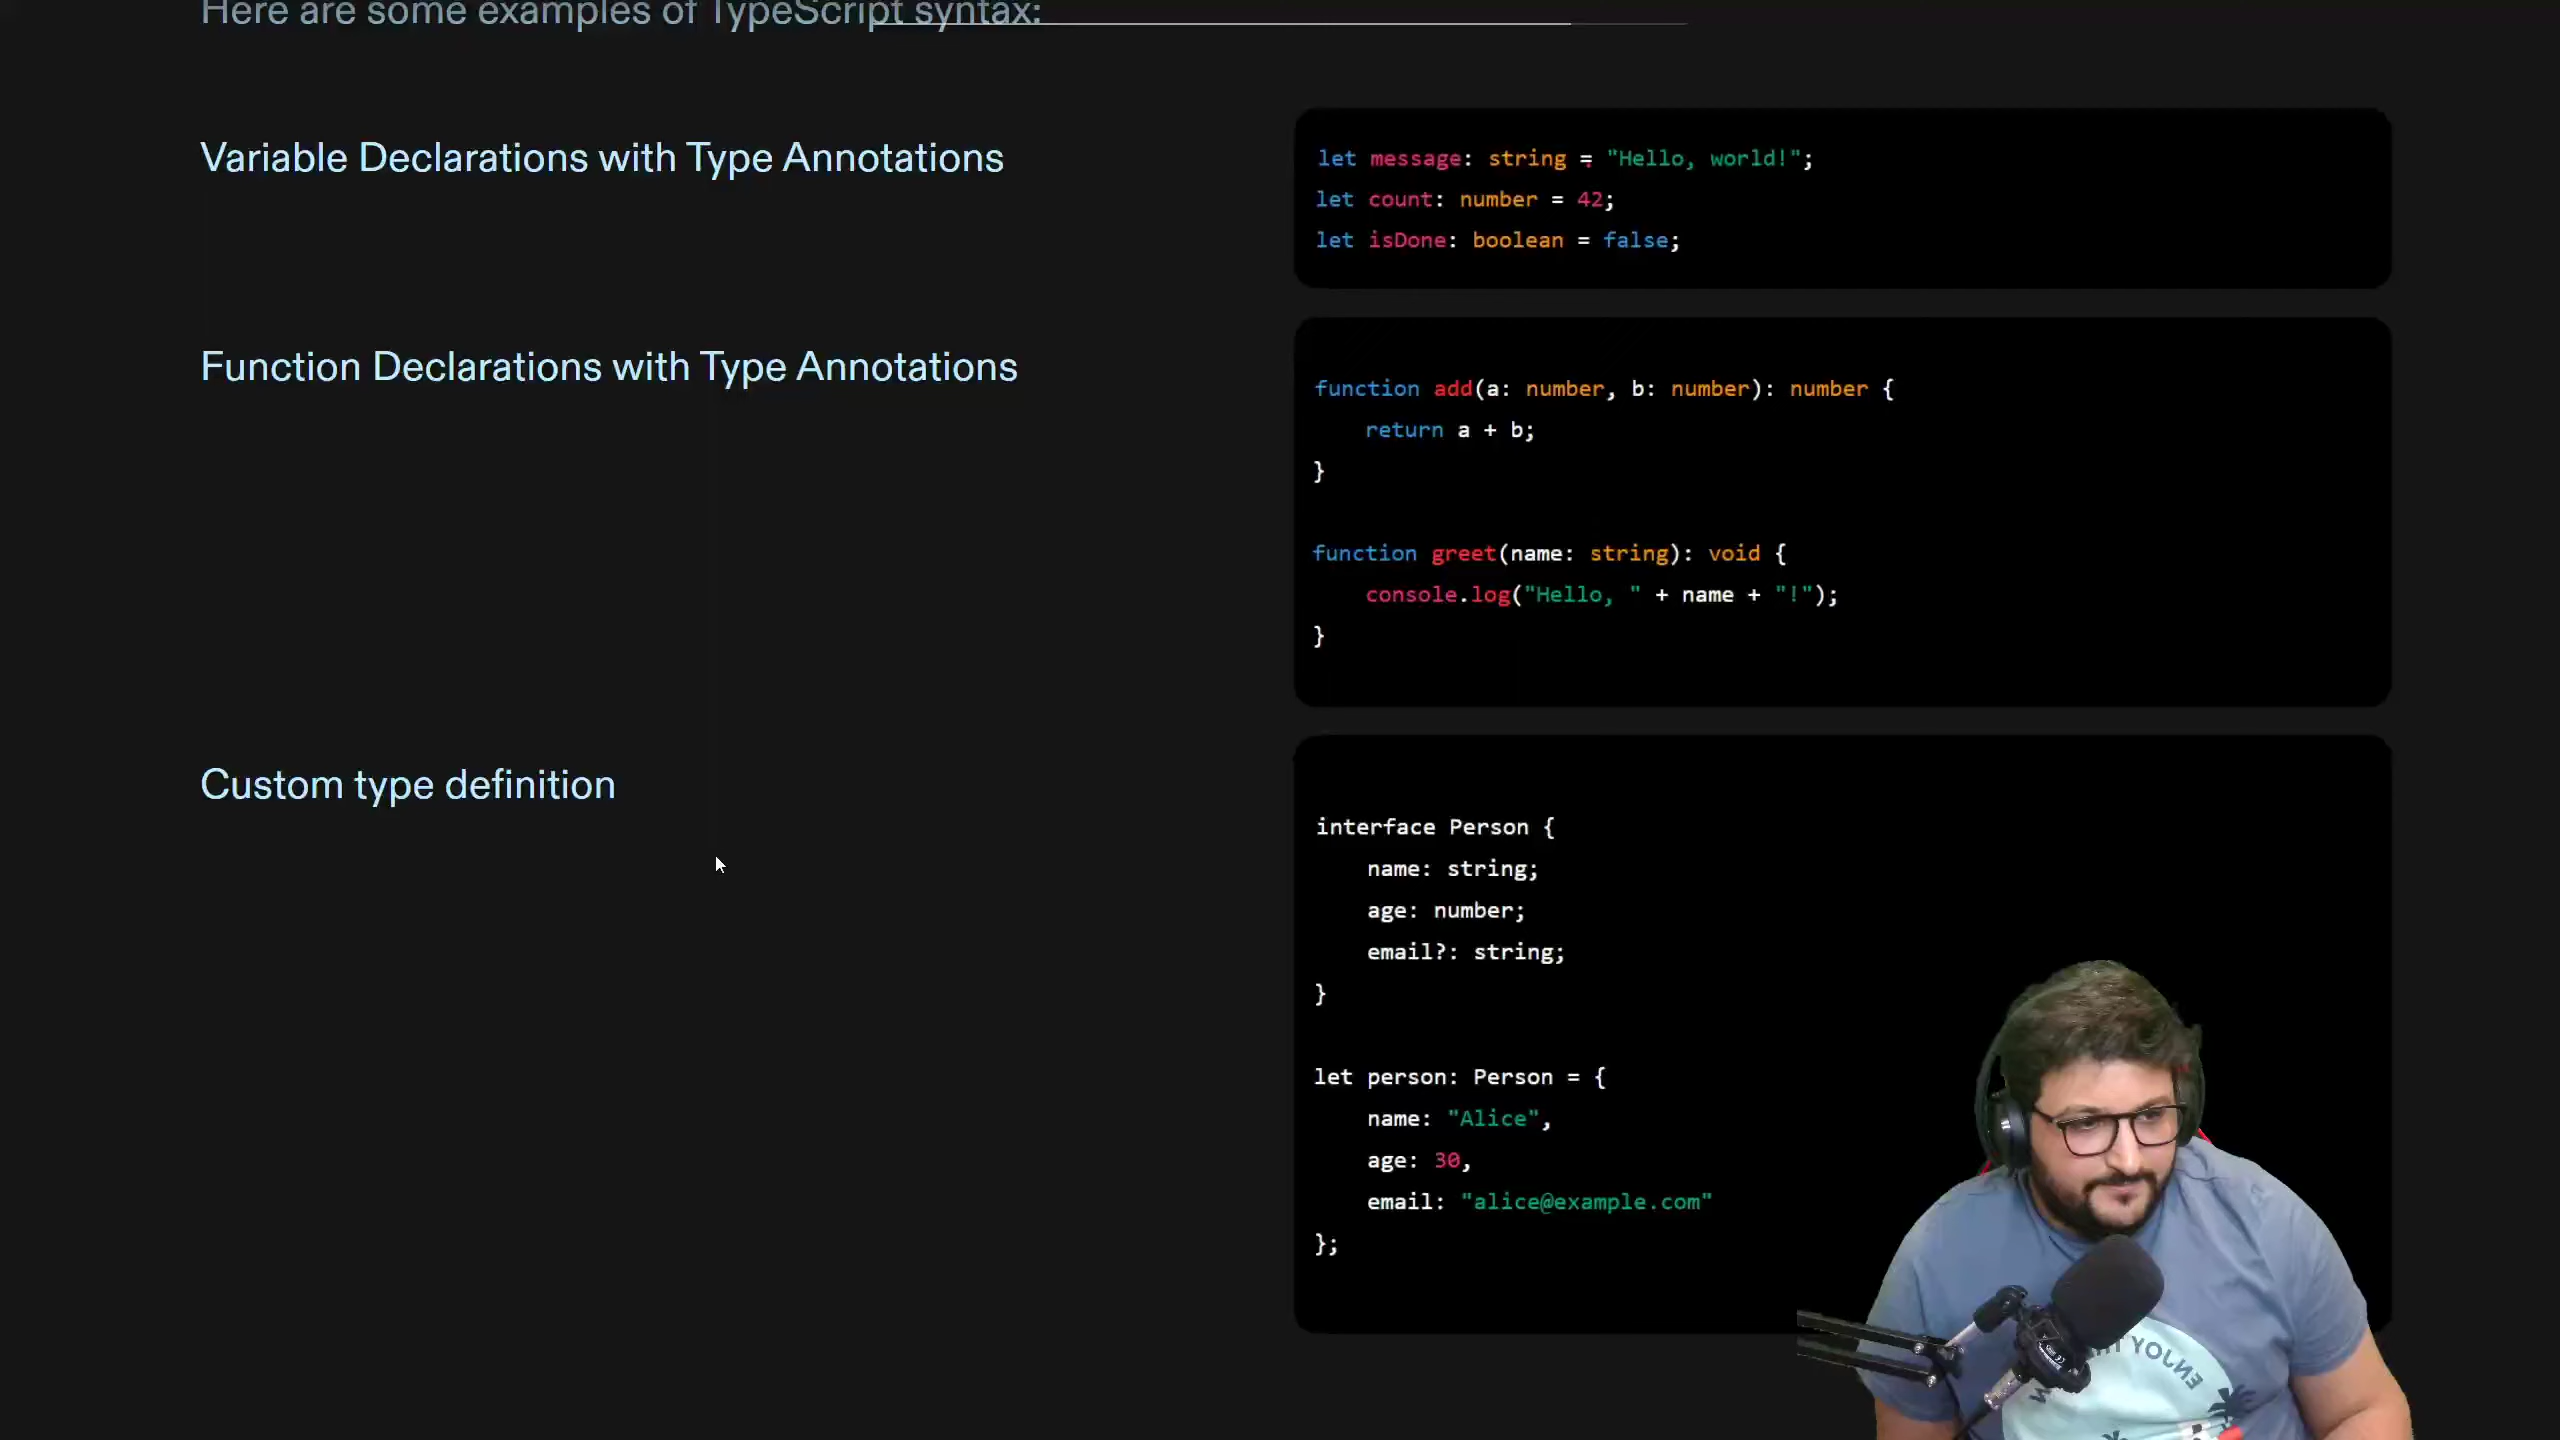 Here are some examples of TypeScript syntax:
Variable Declarations with Type Annotations
let message: string = "Hello, world!";
let count: number = 42;
let isDone: boolean = false;
Function Declarations with Type Annotations
function add(a: number, b: number): number {
    return a + b;
}
function greet(name: string): void {
    console.log("Hello, " + name + "!");
}
Custom type definition
interface Person {
    name: string;
    age: number;
    email?: string;
}
let person: Person = {
    name: "Alice",
    age: 30,
    email: "alice@example.com"
};
ENJOY